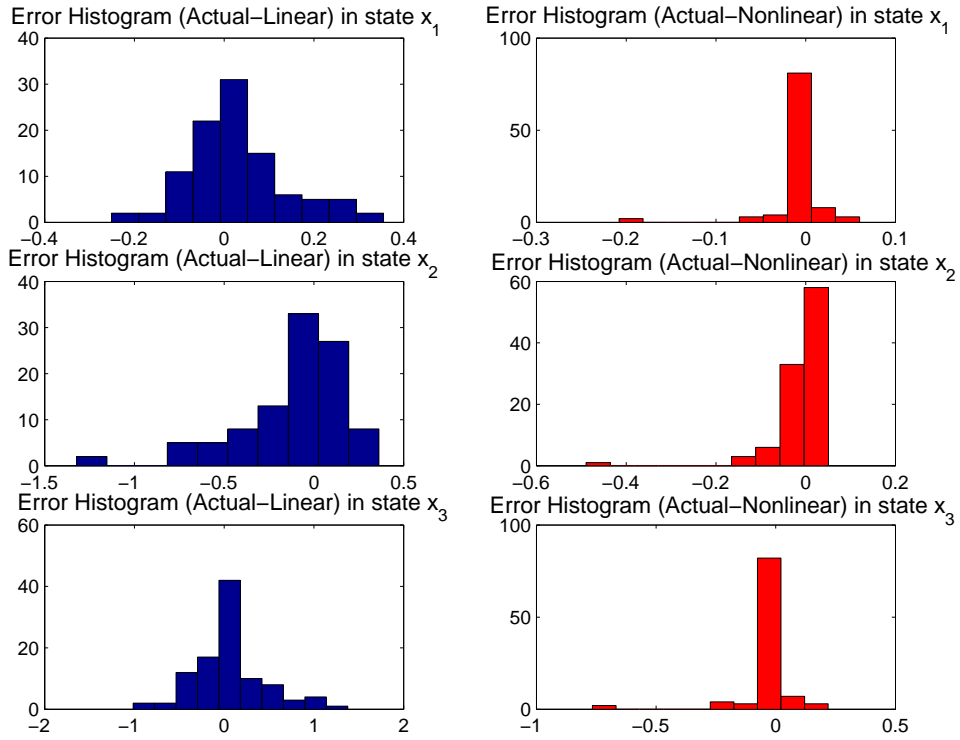 Error Histogram (Actual−Linear) in state x₁
40
30
20
10
0
−0.4 −0.2 0 0.2 0.4
Error Histogram (Actual−Nonlinear) in state x₁
100
50
0
−0.3 −0.2 −0.1 0 0.1
Error Histogram (Actual−Linear) in state x₂
40
30
20
10
0
−1.5 −1 −0.5 0 0.5
Error Histogram (Actual−Nonlinear) in state x₂
60
40
20
0
−0.6 −0.4 −0.2 0 0.2
Error Histogram (Actual−Linear) in state x₃
60
40
20
0
−2 −1 0 1 2
Error Histogram (Actual−Nonlinear) in state x₃
100
50
0
−1 −0.5 0 0.5